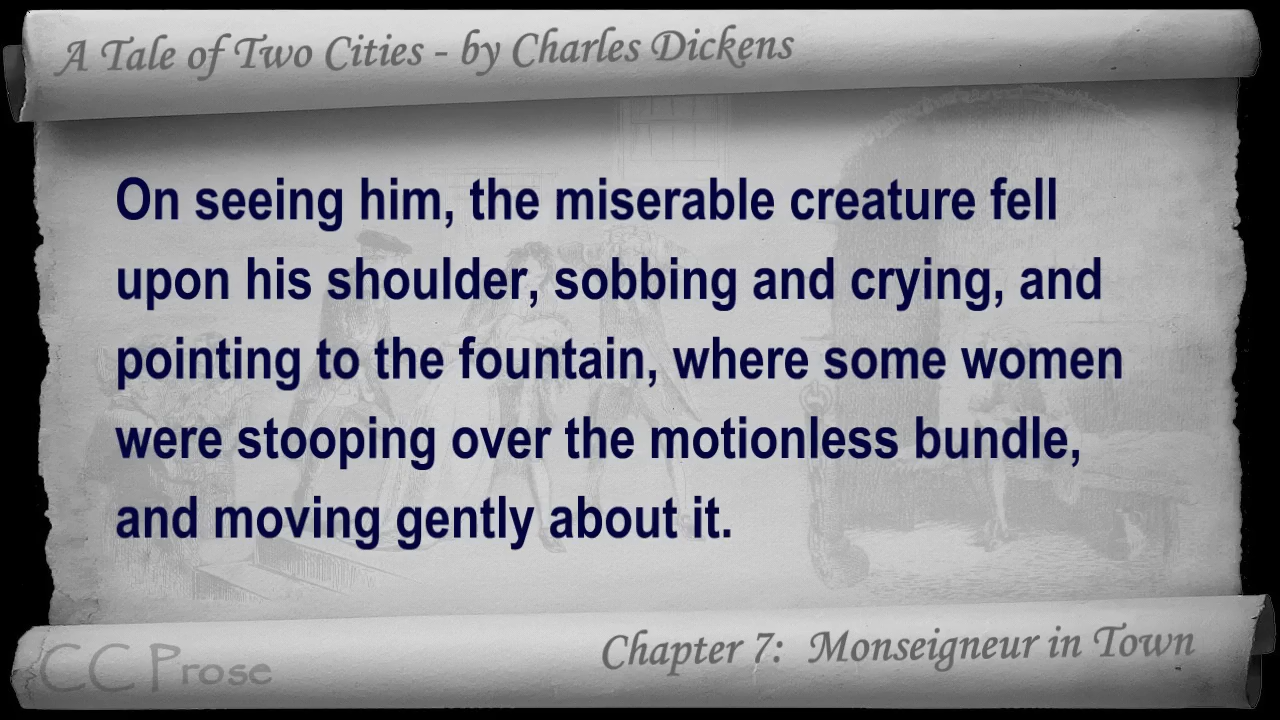 A Tale of Two Cities - by Charles Dickens
On seeing him, the miserable creature fell
upon his shoulder, sobbing and crying, and
pointing to the fountain, where some women
were stooping over the motionless bundle,
and moving gently about it.
Chapter 7: Monseigneur in Town
CC Prose